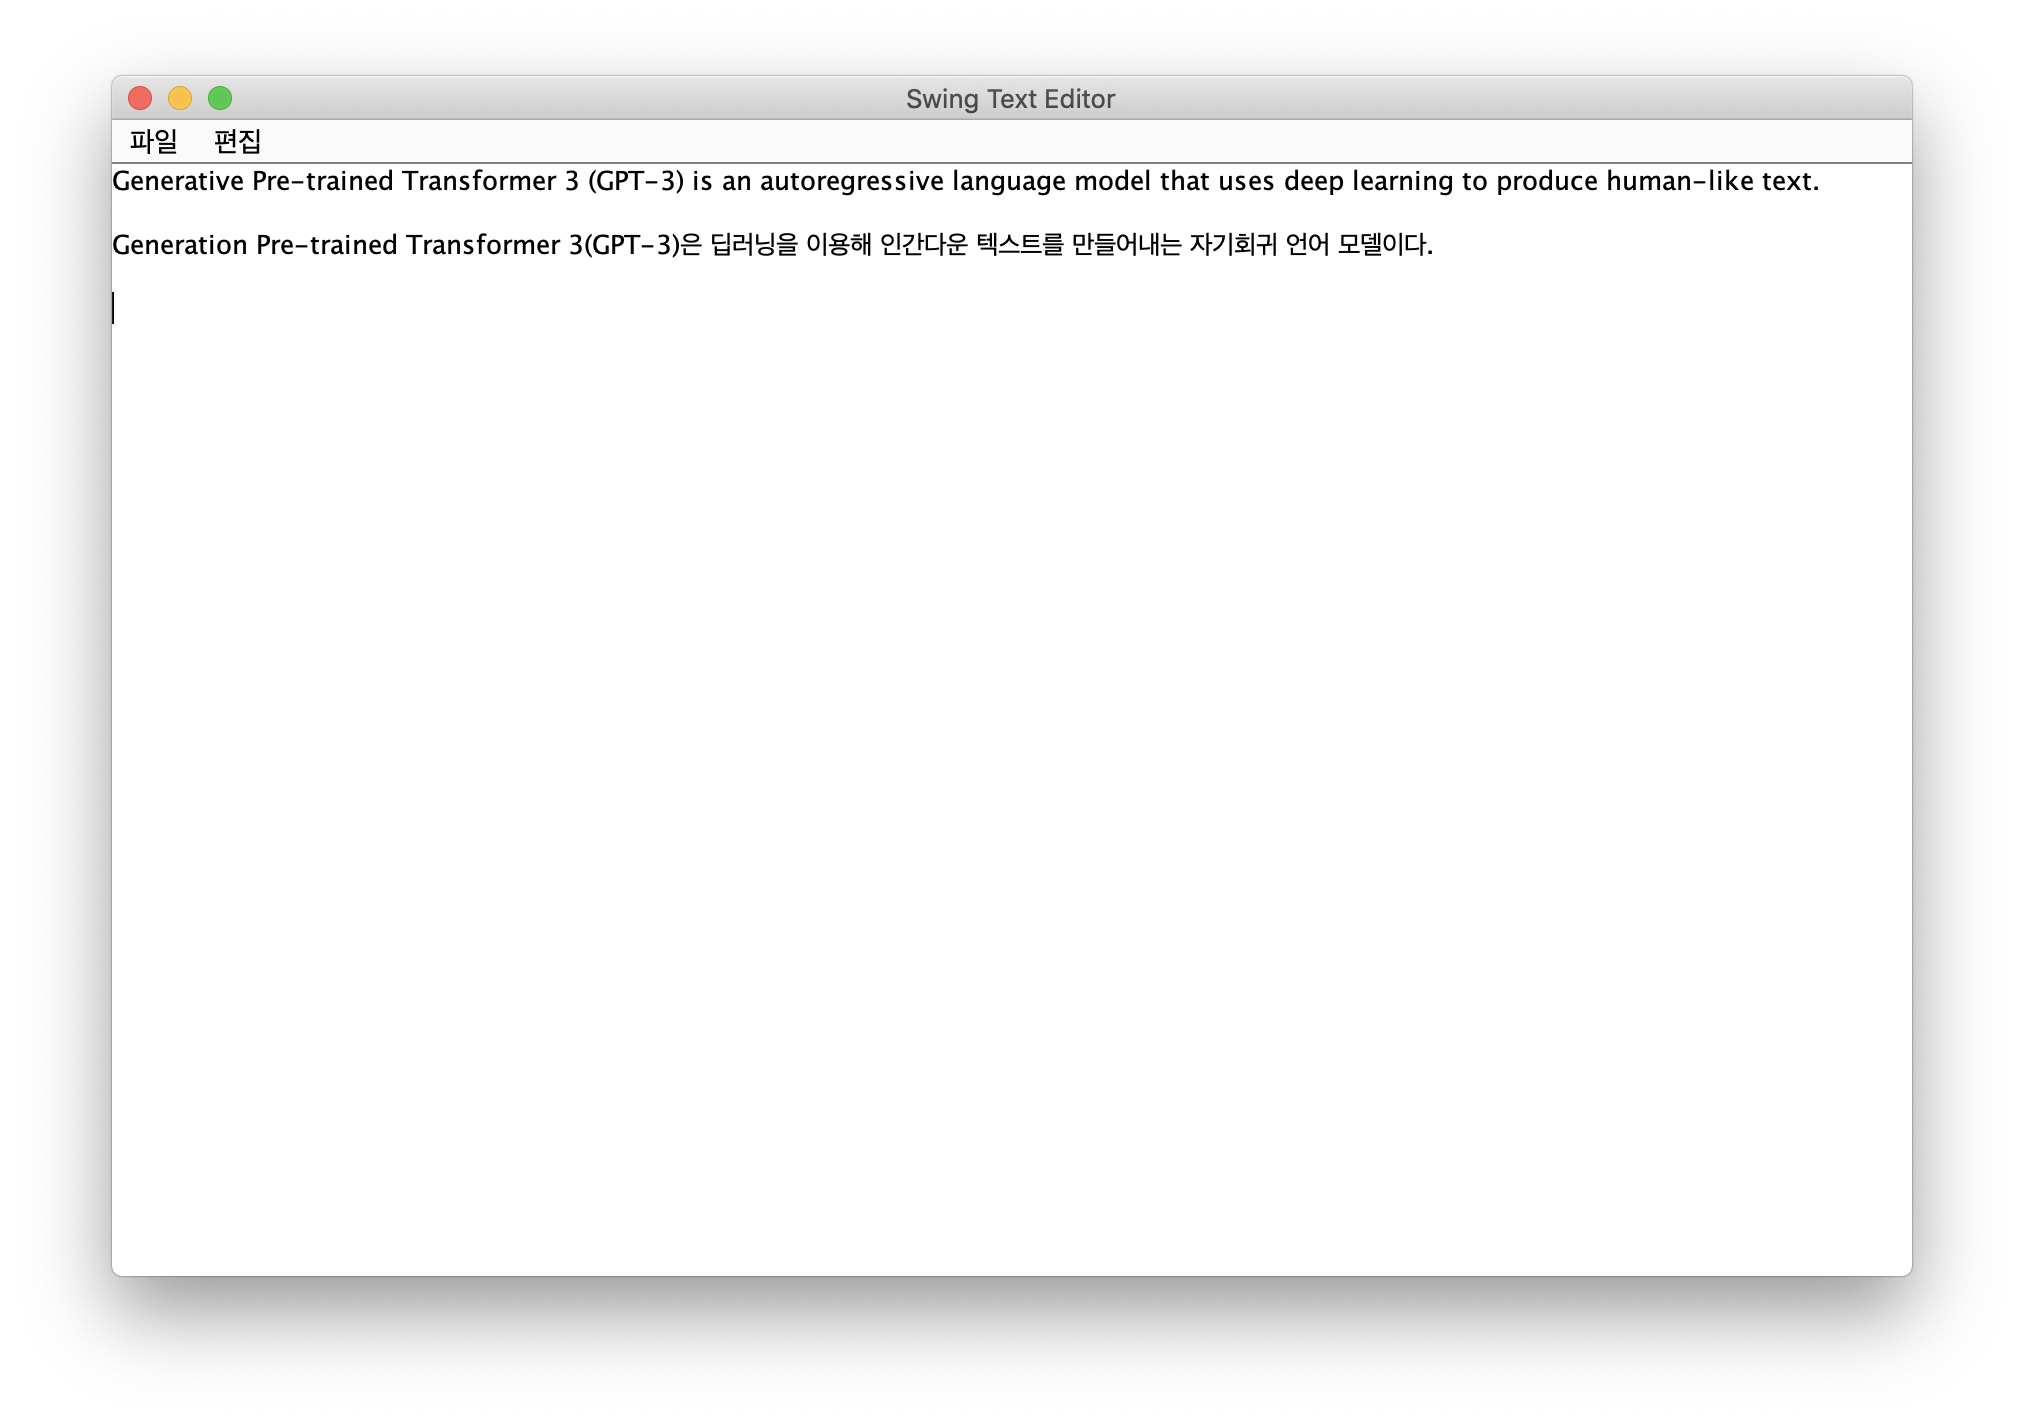 Swing Text Editor
파일 편집
Generative Pre-trained Transformer 3 (GPT-3) is an autoregressive language model that uses deep learning to produce human-like text.
Generation Pre-trained Transformer 3(GPT-3)은 딥러닝을 이용해 인간다운 텍스트를 만들어내는 자기회귀 언어 모델이다.